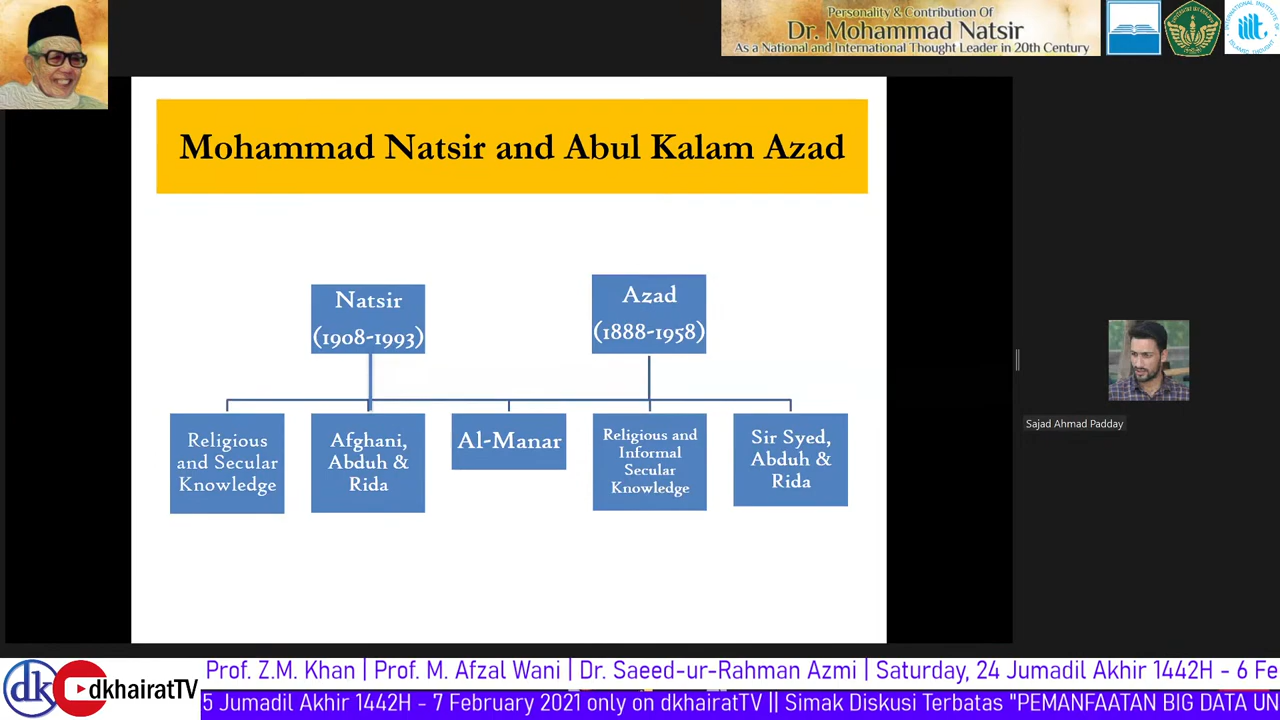 Personality & Contribution Of
Dr. Mohammad Natsir
As a National and International Thought Leader in 20th Century
iiit
Mohammad Natsir and Abul Kalam Azad
Natsir
(1908-1993)
Azad
(1888-1958)
Religious
and Secular
Knowledge
Afghani,
Abduh &
Rida
Al-Manar
Religious and
Informal
Secular
Knowledge
Sir Syed,
Abduh &
Rida
Sajad Ahmad Padday
dk
dkhairatTV
Prof. Z.M. Khan | Prof. M. Afzal Wani | Dr. Saeed-ur-Rahman Azmi | Saturday, 24 Jumadil Akhir 1442H - 6 Fe
5 Jumadil Akhir 1442H - 7 February 2021 only on dkhairatTV || Simak Diskusi Terbatas "PEMANFAATAN BIG DATA UN